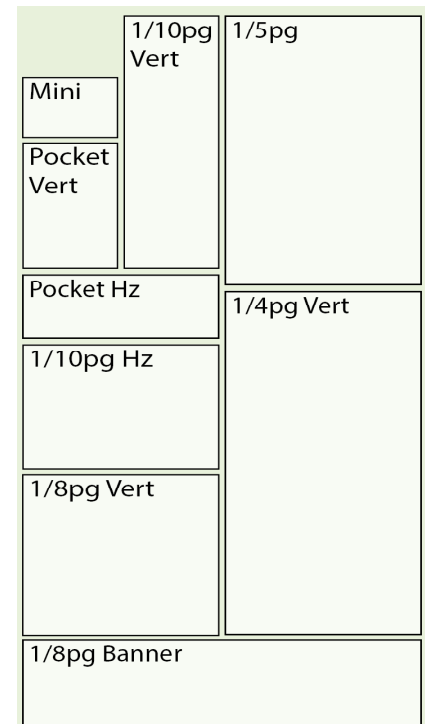 1/10pg
Vert
1/5pg
Mini
Pocket
Vert
Pocket Hz
1/4pg Vert
1/10pg Hz
1/8pg Vert
1/8pg Banner